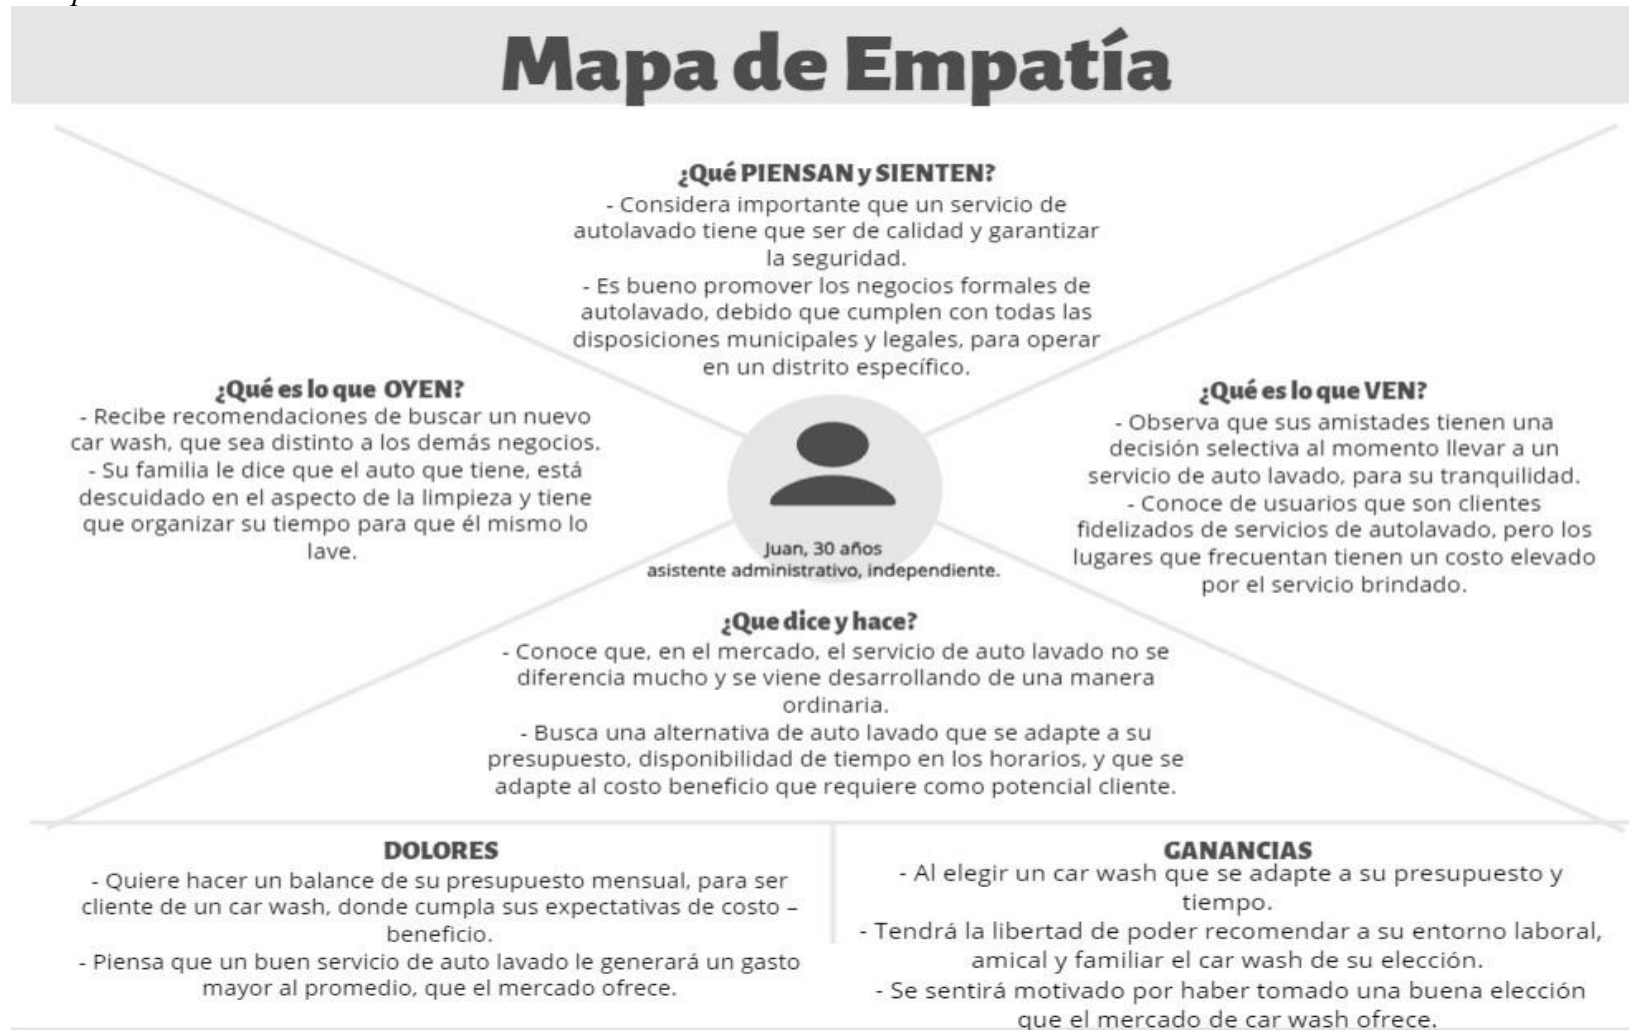 Mapa de Empatía
¿Qué PIENSAN y SIENTEN?
- Considera importante que un servicio de
autolavado tiene que ser de calidad y garantizar
la seguridad.
- Es bueno promover los negocios formales de
autolavado, debido que cumplen con todas las
disposiciones municipales y legales, para operar
en un distrito específico.
¿Qué es lo que OYEN?
- Recibe recomendaciones de buscar un nuevo
car wash, que sea distinto a los demás negocios.
- Su familia le dice que el auto que tiene, está
descuidado en el aspecto de la limpieza y tiene
que organizar su tiempo para que él mismo lo
lave.
¿Qué es lo que VEN?
- Observa que sus amistades tienen una
decisión selectiva al momento llevar a un
servicio de auto lavado, para su tranquilidad.
- Conoce de usuarios que son clientes
fidelizados de servicios de autolavado, pero los
lugares que frecuentan tienen un costo elevado
por el servicio brindado.
Juan, 30 años
asistente administrativo, independiente.
¿Que dice y hace?
- Conoce que, en el mercado, el servicio de auto lavado no se
diferencia mucho y se viene desarrollando de una manera
ordinaria.
- Busca una alternativa de auto lavado que se adapte a su
presupuesto, disponibilidad de tiempo en los horarios, y que se
adapte al costo beneficio que requiere como potencial cliente.
DOLORES
- Quiere hacer un balance de su presupuesto mensual, para ser
cliente de un car wash, donde cumpla sus expectativas de costo –
beneficio.
- Piensa que un buen servicio de auto lavado le generará un gasto
mayor al promedio, que el mercado ofrece.
GANANCIAS
- Al elegir un car wash que se adapte a su presupuesto y
tiempo.
- Tendrá la libertad de poder recomendar a su entorno laboral,
amical y familiar el car wash de su elección.
- Se sentirá motivado por haber tomado una buena elección
que el mercado de car wash ofrece.